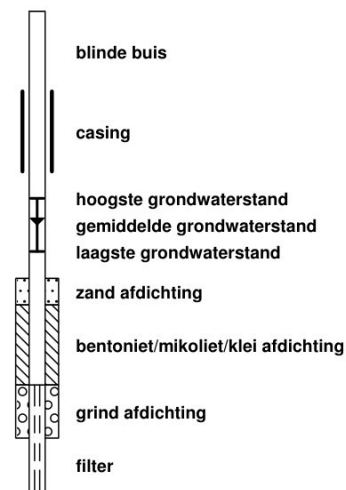 blinde buis
casing
hoogste grondwaterstand
gemiddelde grondwaterstand
laagste grondwaterstand
zand afdichting
bentoniet/mikoliet/klei afdichting
grind afdichting
filter